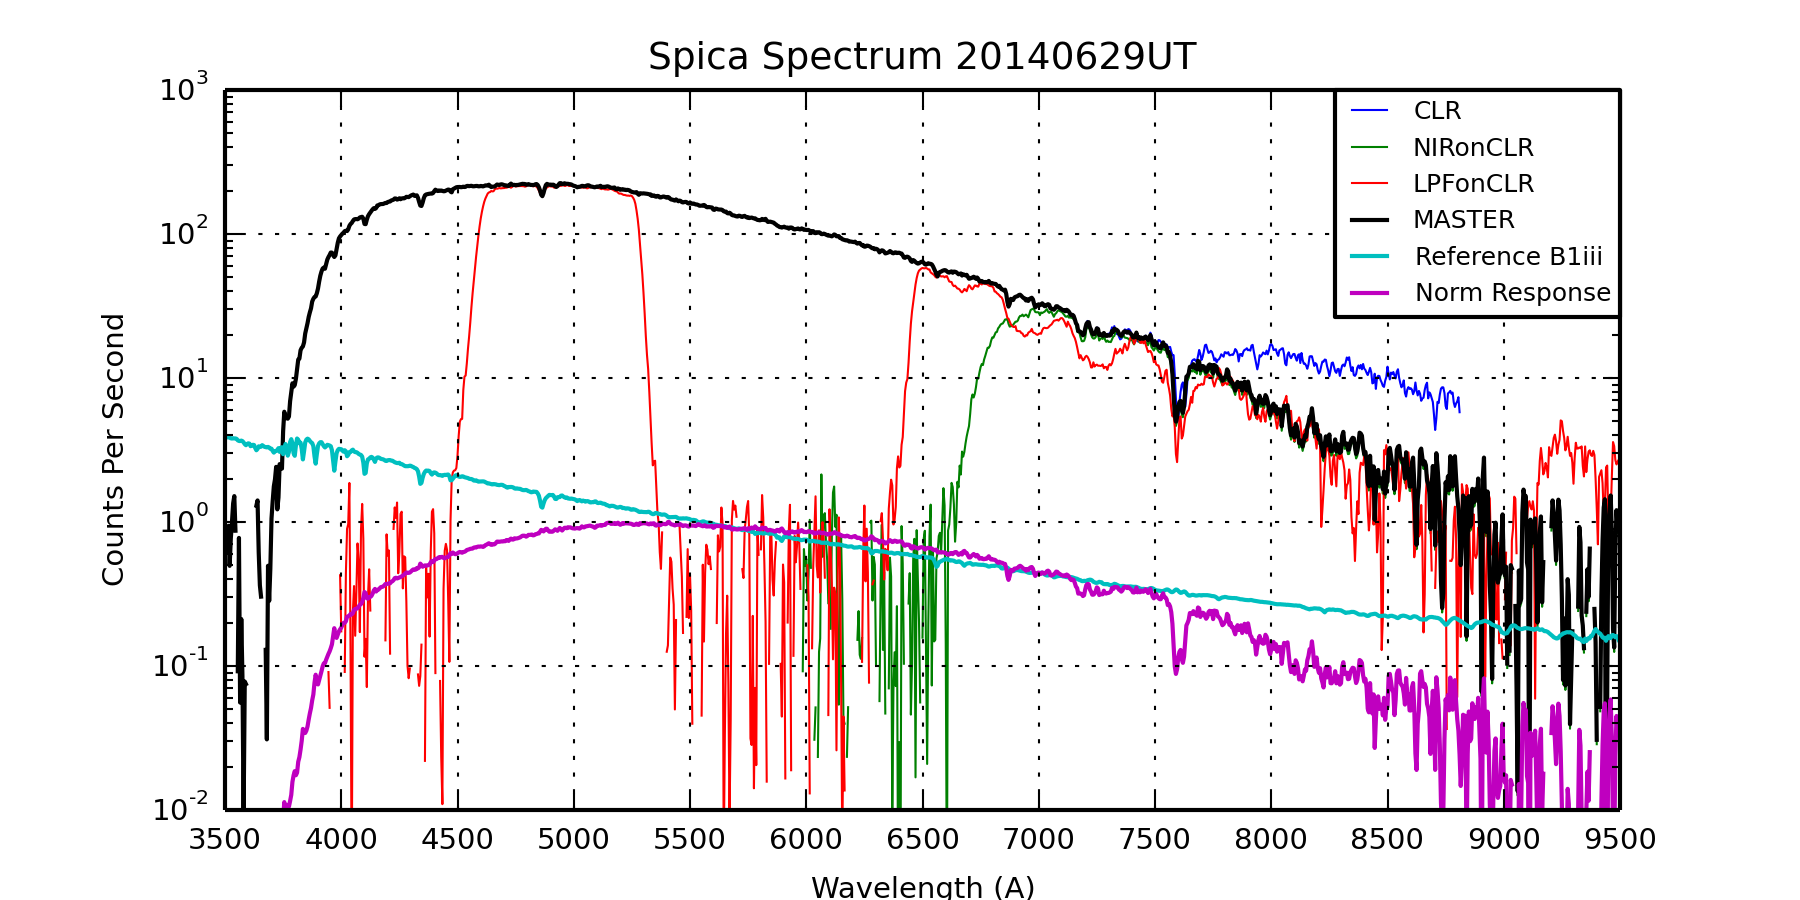 Spica Spectrum 20140629UT
10^3
10^2
10^1
10^0
10^-1
10^-2
Counts Per Second
CLR
NIRonCLR
LPFonCLR
MASTER
Reference B1iii
Norm Response
3500 4000 4500 5000 5500 6000 6500 7000 7500 8000 8500 9000 9500
Wavelength (A)